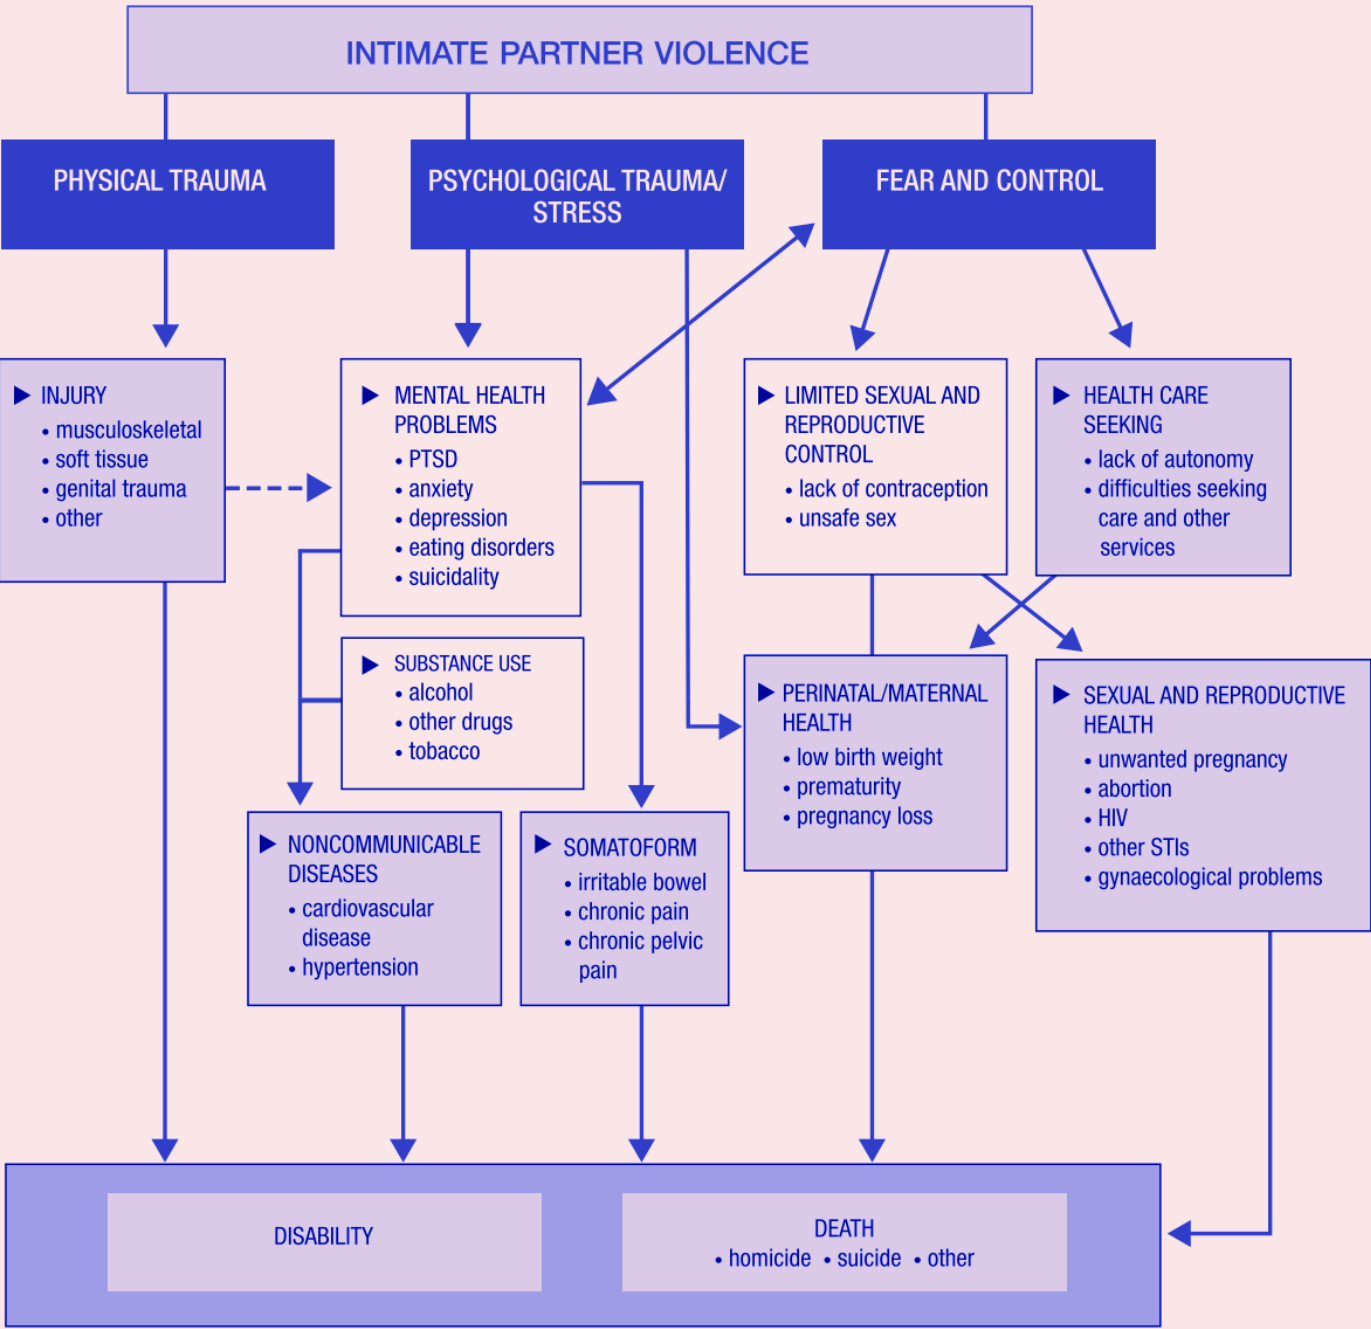 INTIMATE PARTNER VIOLENCE
PHYSICAL TRAUMA
PSYCHOLOGICAL TRAUMA/
STRESS
FEAR AND CONTROL
INJURY
• musculoskeletal
• soft tissue
• genital trauma
• other
MENTAL HEALTH
PROBLEMS
• PTSD
• anxiety
• depression
• eating disorders
• suicidality
LIMITED SEXUAL AND
REPRODUCTIVE
CONTROL
• lack of contraception
• unsafe sex
HEALTH CARE
SEEKING
• lack of autonomy
• difficulties seeking
care and other
services
SUBSTANCE USE
• alcohol
• other drugs
• tobacco
PERINATAL/MATERNAL
HEALTH
• low birth weight
• prematurity
• pregnancy loss
SEXUAL AND REPRODUCTIVE
HEALTH
• unwanted pregnancy
• abortion
• HIV
• other STIs
• gynaecological problems
NONCOMMUNICABLE
DISEASES
• cardiovascular
disease
• hypertension
SOMATOFORM
• irritable bowel
• chronic pain
• chronic pelvic
pain
DISABILITY
DEATH
• homicide • suicide • other